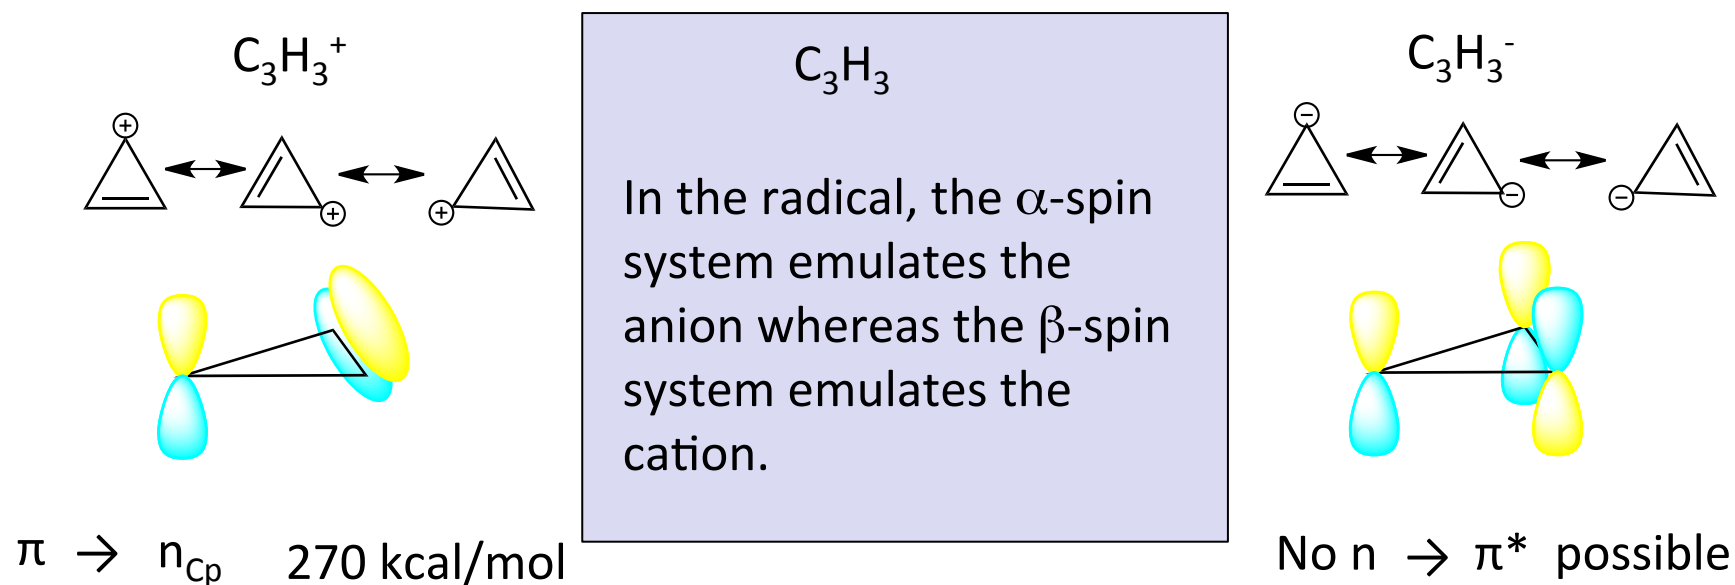 C₃H₃⁺
⊕
⊕
⊕
π → n_Cp 270 kcal/mol
C₃H₃
In the radical, the α-spin
system emulates the
anion whereas the β-spin
system emulates the
cation.
C₃H₃⁻
⊖
⊖
⊖
No n → π* possible